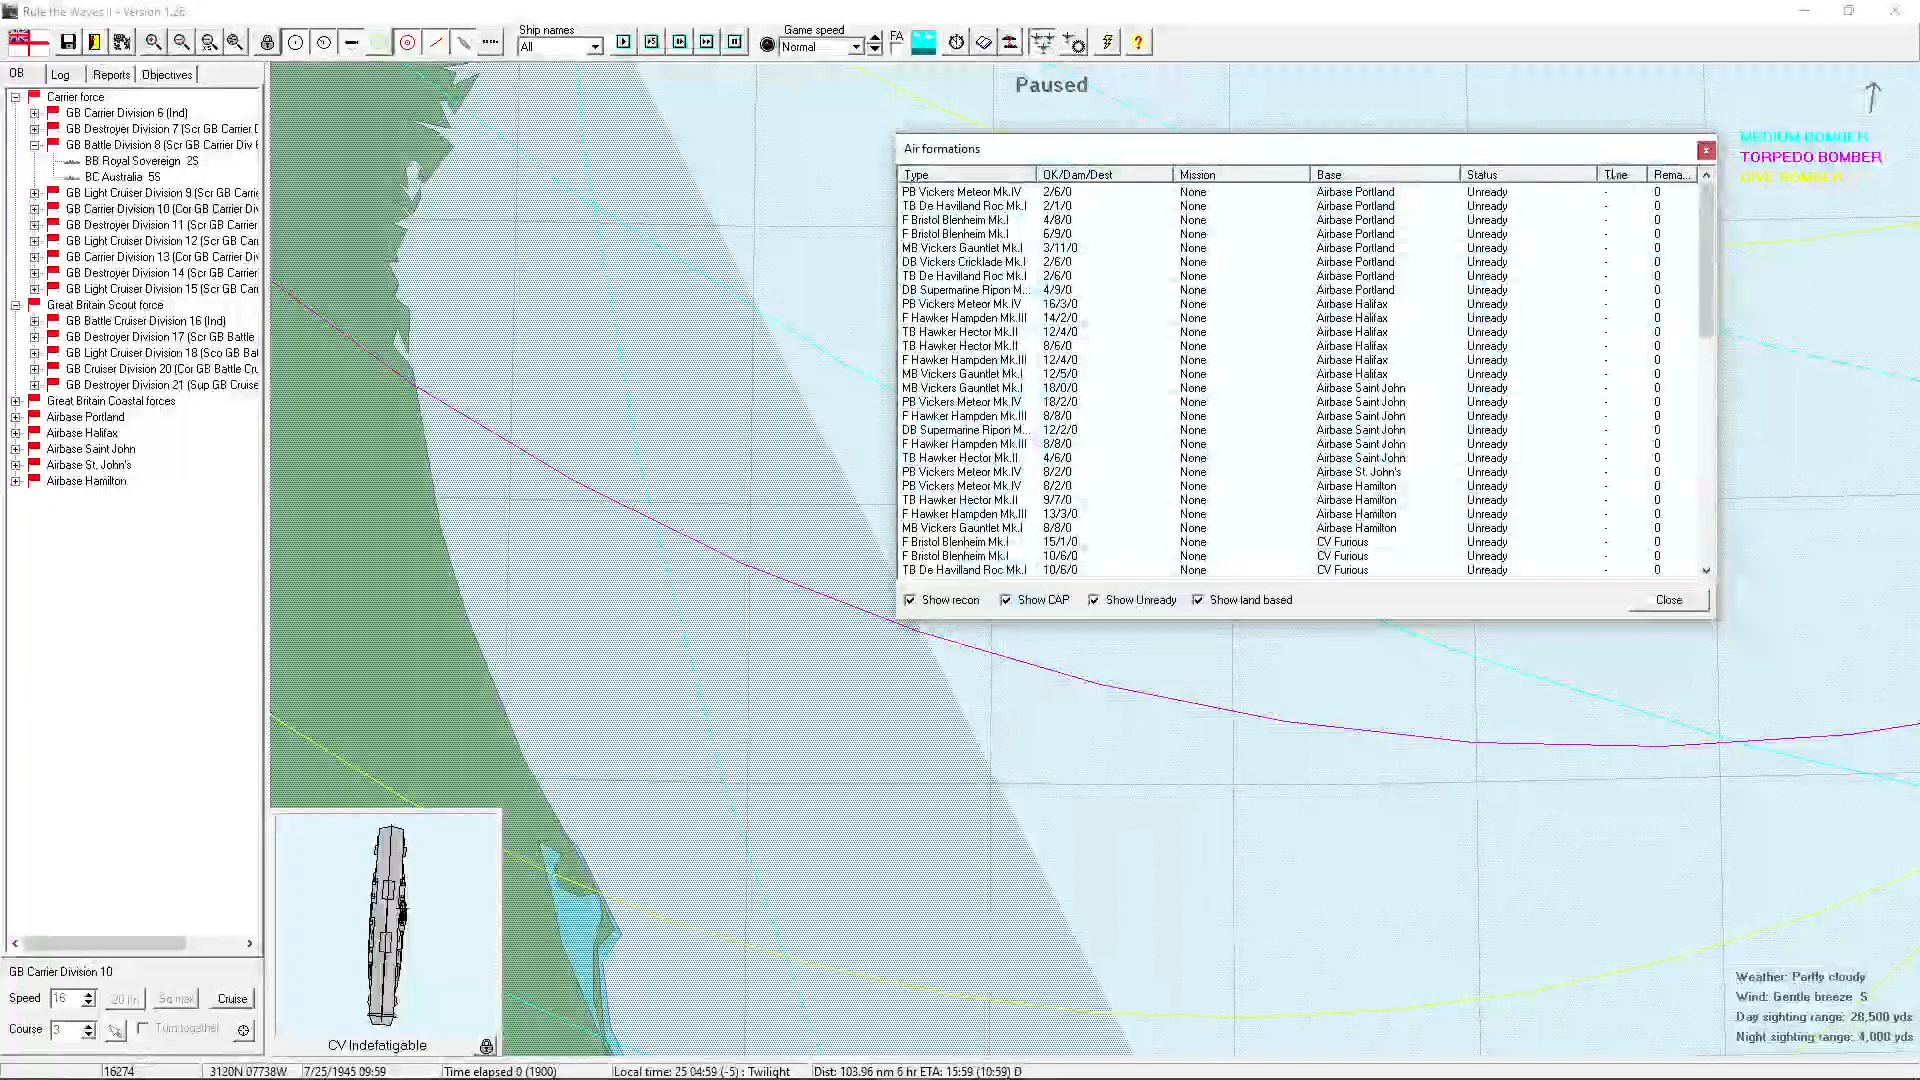 Rule the Waves II - Version 1.26
Ship names
All
Game speed
Normal
FA
OB Log Reports Objectives
Carrier force
GB Carrier Division 6 (Ind)
GB Destroyer Division 7 (Scr GB Carrier D
GB Battle Division 8 (Scr GB Carrier Div 6
BB Royal Sovereign 2S
BC Australia 5S
GB Light Cruiser Division 9 (Scr GB Carrie
GB Carrier Division 10 (Cor GB Carrier Div
GB Destroyer Division 11 (Scr GB Carrier
GB Light Cruiser Division 12 (Scr GB Carr
GB Carrier Division 13 (Cor GB Carrier Div
GB Destroyer Division 14 (Scr GB Carrier
GB Light Cruiser Division 15 (Scr GB Carr
Great Britain Scout force
GB Battle Cruiser Division 16 (Ind)
GB Destroyer Division 17 (Scr GB Battle
GB Light Cruiser Division 18 (Sco GB Bat
GB Cruiser Division 20 (Cor GB Battle Cru
GB Destroyer Division 21 (Sup GB Cruise
Great Britain Coastal forces
Airbase Portland
Airbase Halifax
Airbase Saint John
Airbase St. John's
Airbase Hamilton
GB Carrier Division 10
Speed 16 20 kn Sq max Cruise
Course 3 Turn together
CV Indefatigable
Paused
MEDIUM BOMBER
TORPEDO BOMBER
DIVE BOMBER
Air formations
Type OK/Dam/Dest Mission Base Status Time Rema...
PB Vickers Meteor Mk.IV 2/6/0 None Airbase Portland Unready - 0
TB De Havilland Roc Mk.I 2/1/0 None Airbase Portland Unready - 0
F Bristol Blenheim Mk.I 4/8/0 None Airbase Portland Unready - 0
F Bristol Blenheim Mk.I 6/9/0 None Airbase Portland Unready - 0
MB Vickers Gauntlet Mk.I 3/11/0 None Airbase Portland Unready - 0
DB Vickers Cricklade Mk.I 2/6/0 None Airbase Portland Unready - 0
TB De Havilland Roc Mk.I 2/6/0 None Airbase Portland Unready - 0
DB Supermarine Ripon M... 4/9/0 None Airbase Portland Unready - 0
PB Vickers Meteor Mk.IV 16/3/0 None Airbase Halifax Unready - 0
F Hawker Hampden Mk.III 14/2/0 None Airbase Halifax Unready - 0
TB Hawker Hector Mk.II 12/4/0 None Airbase Halifax Unready - 0
TB Hawker Hector Mk.II 8/6/0 None Airbase Halifax Unready - 0
F Hawker Hampden Mk.III 12/4/0 None Airbase Halifax Unready - 0
MB Vickers Gauntlet Mk.I 12/5/0 None Airbase Halifax Unready - 0
MB Vickers Gauntlet Mk.I 18/0/0 None Airbase Saint John Unready - 0
PB Vickers Meteor Mk.IV 18/2/0 None Airbase Saint John Unready - 0
F Hawker Hampden Mk.III 8/8/0 None Airbase Saint John Unready - 0
DB Supermarine Ripon M... 12/2/0 None Airbase Saint John Unready - 0
F Hawker Hampden Mk.III 8/8/0 None Airbase Saint John Unready - 0
TB Hawker Hector Mk.II 4/6/0 None Airbase Saint John Unready - 0
PB Vickers Meteor Mk.IV 8/2/0 None Airbase St. John's Unready - 0
PB Vickers Meteor Mk.IV 8/2/0 None Airbase Hamilton Unready - 0
TB Hawker Hector Mk.II 9/7/0 None Airbase Hamilton Unready - 0
F Hawker Hampden Mk.III 13/3/0 None Airbase Hamilton Unready - 0
MB Vickers Gauntlet Mk.I 8/8/0 None Airbase Hamilton Unready - 0
F Bristol Blenheim Mk.I 15/1/0 None CV Furious Unready - 0
F Bristol Blenheim Mk.I 10/6/0 None CV Furious Unready - 0
TB De Havilland Roc Mk.I 10/6/0 None CV Furious Unready - 0
Show recon Show CAP Show Unready Show land based Close
Weather: Partly cloudy
Wind: Gentle breeze S
Day sighting range: 28,500 yds
Night sighting range: 4,000 yds
16274 3120N 07738W 7/25/1945 09:59 Time elapsed 0 (1900) Local time: 25 04:59 (-5) : Twilight Dist: 103.96 nm 6 hr ETA: 15:59 (10:59) D